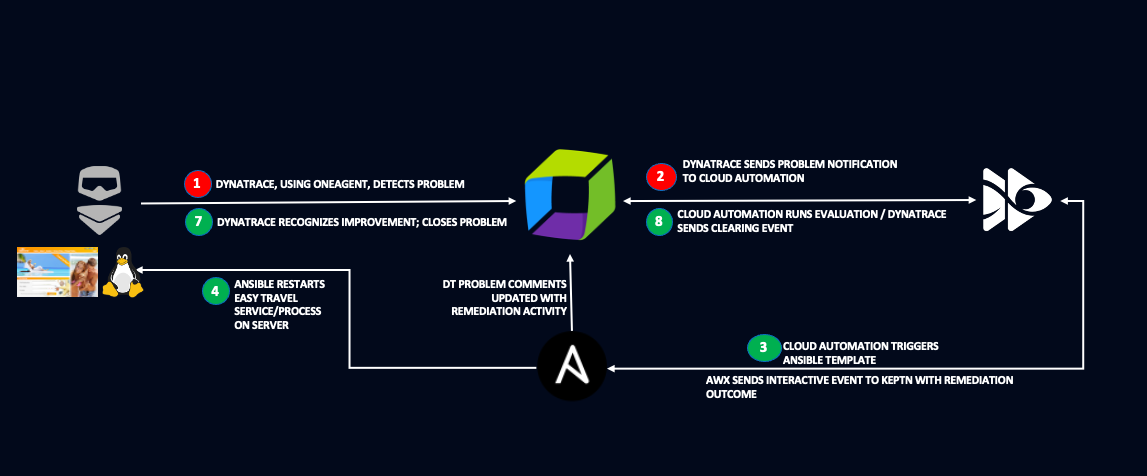 1
DYNATRACE, USING ONEAGENT, DETECTS PROBLEM
7
DYNATRACE RECOGNIZES IMPROVEMENT; CLOSES PROBLEM
2
DYNATRACE SENDS PROBLEM NOTIFICATION
TO CLOUD AUTOMATION
8
CLOUD AUTOMATION RUNS EVALUATION / DYNATRACE
SENDS CLEARING EVENT
4
ANSIBLE RESTARTS
EASY TRAVEL
SERVICE/PROCESS
ON SERVER
DT PROBLEM COMMENTS
UPDATED WITH
REMEDIATION ACTIVITY
3
CLOUD AUTOMATION TRIGGERS
ANSIBLE TEMPLATE
AWX SENDS INTERACTIVE EVENT TO KEPTN WITH REMEDIATION
OUTCOME